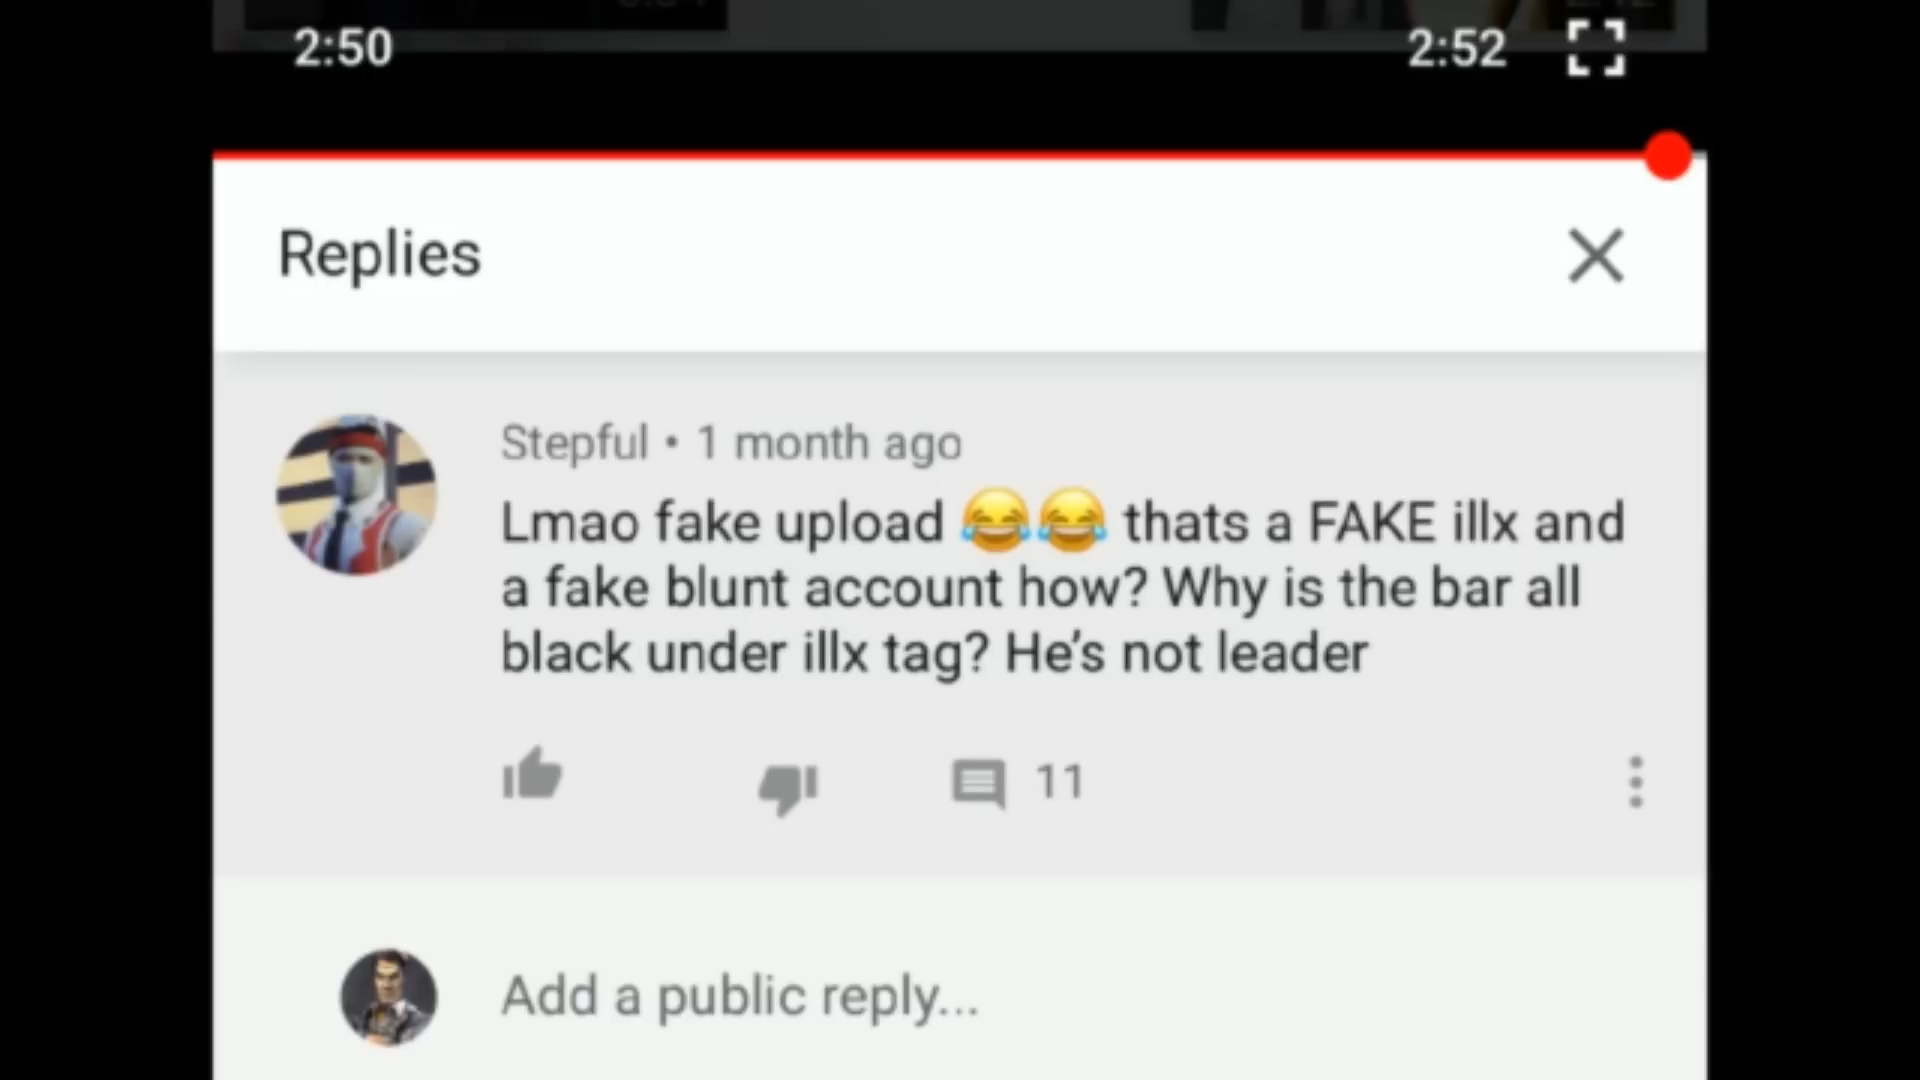 2:50 2:52
Replies
Stepful • 1 month ago
Lmao fake upload 😂😂 thats a FAKE illx and
a fake blunt account how? Why is the bar all
black under illx tag? He's not leader
11
Add a public reply...